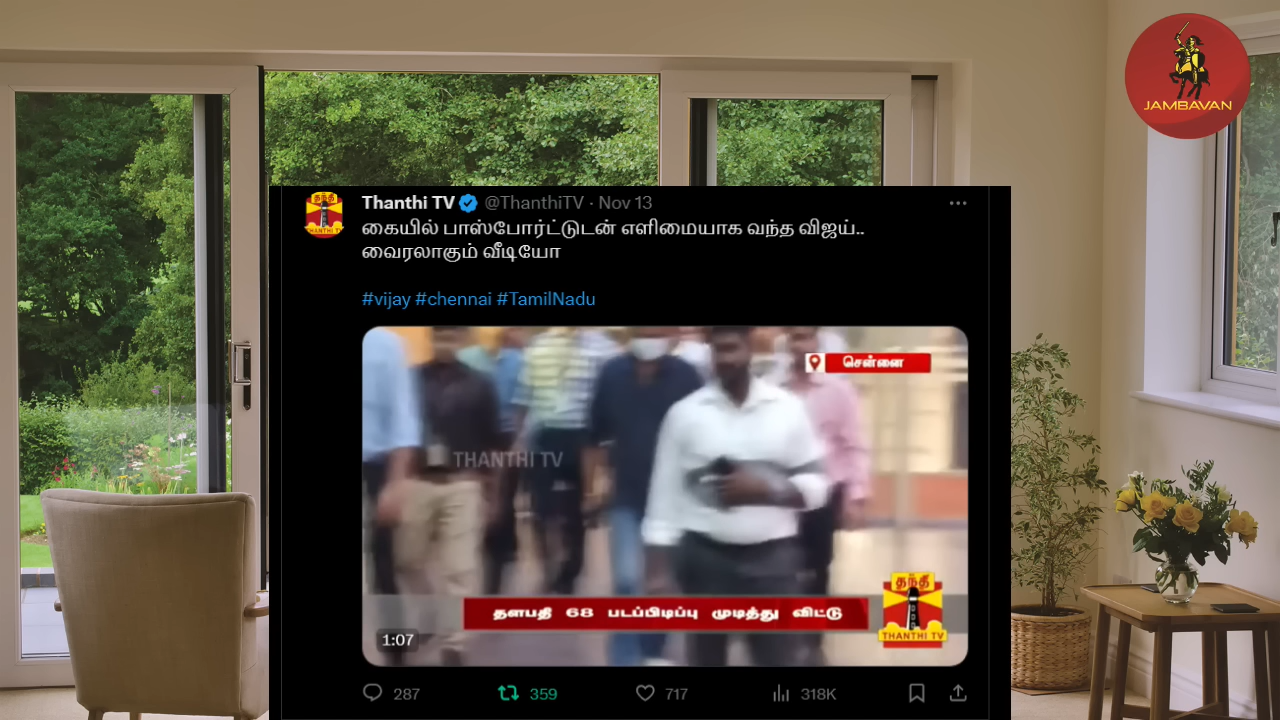 JAMBAVAN
Thanthi TV @ThanthiTV · Nov 13
கையில் பாஸ்போர்ட்டுடன் எளிமையாக வந்த விஜய்..
வைரலாகும் வீடியோ
#vijay #chennai #TamilNadu
சென்னை
THANTHI TV
தளபதி 68 படப்பிடிப்பு முடித்து விட்டு
தந்தி
THANTHI TV
1:07
287 359 717 318K